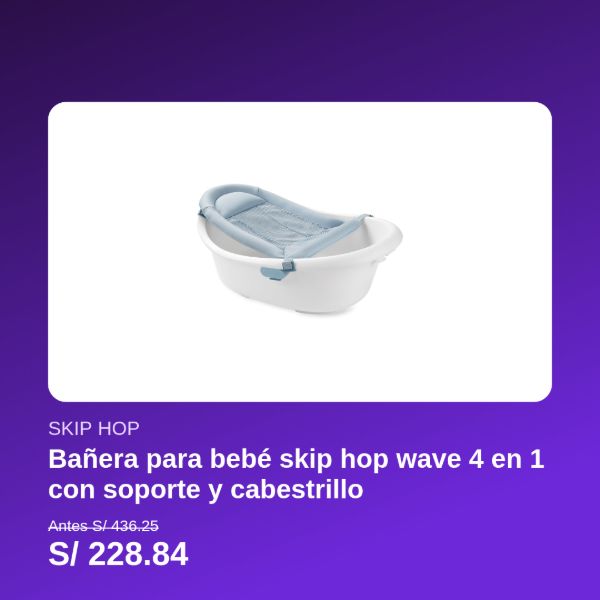 SKIP HOP
Bañera para bebé skip hop wave 4 en 1
con soporte y cabestrillo
Antes S/ 436.25
S/ 228.84